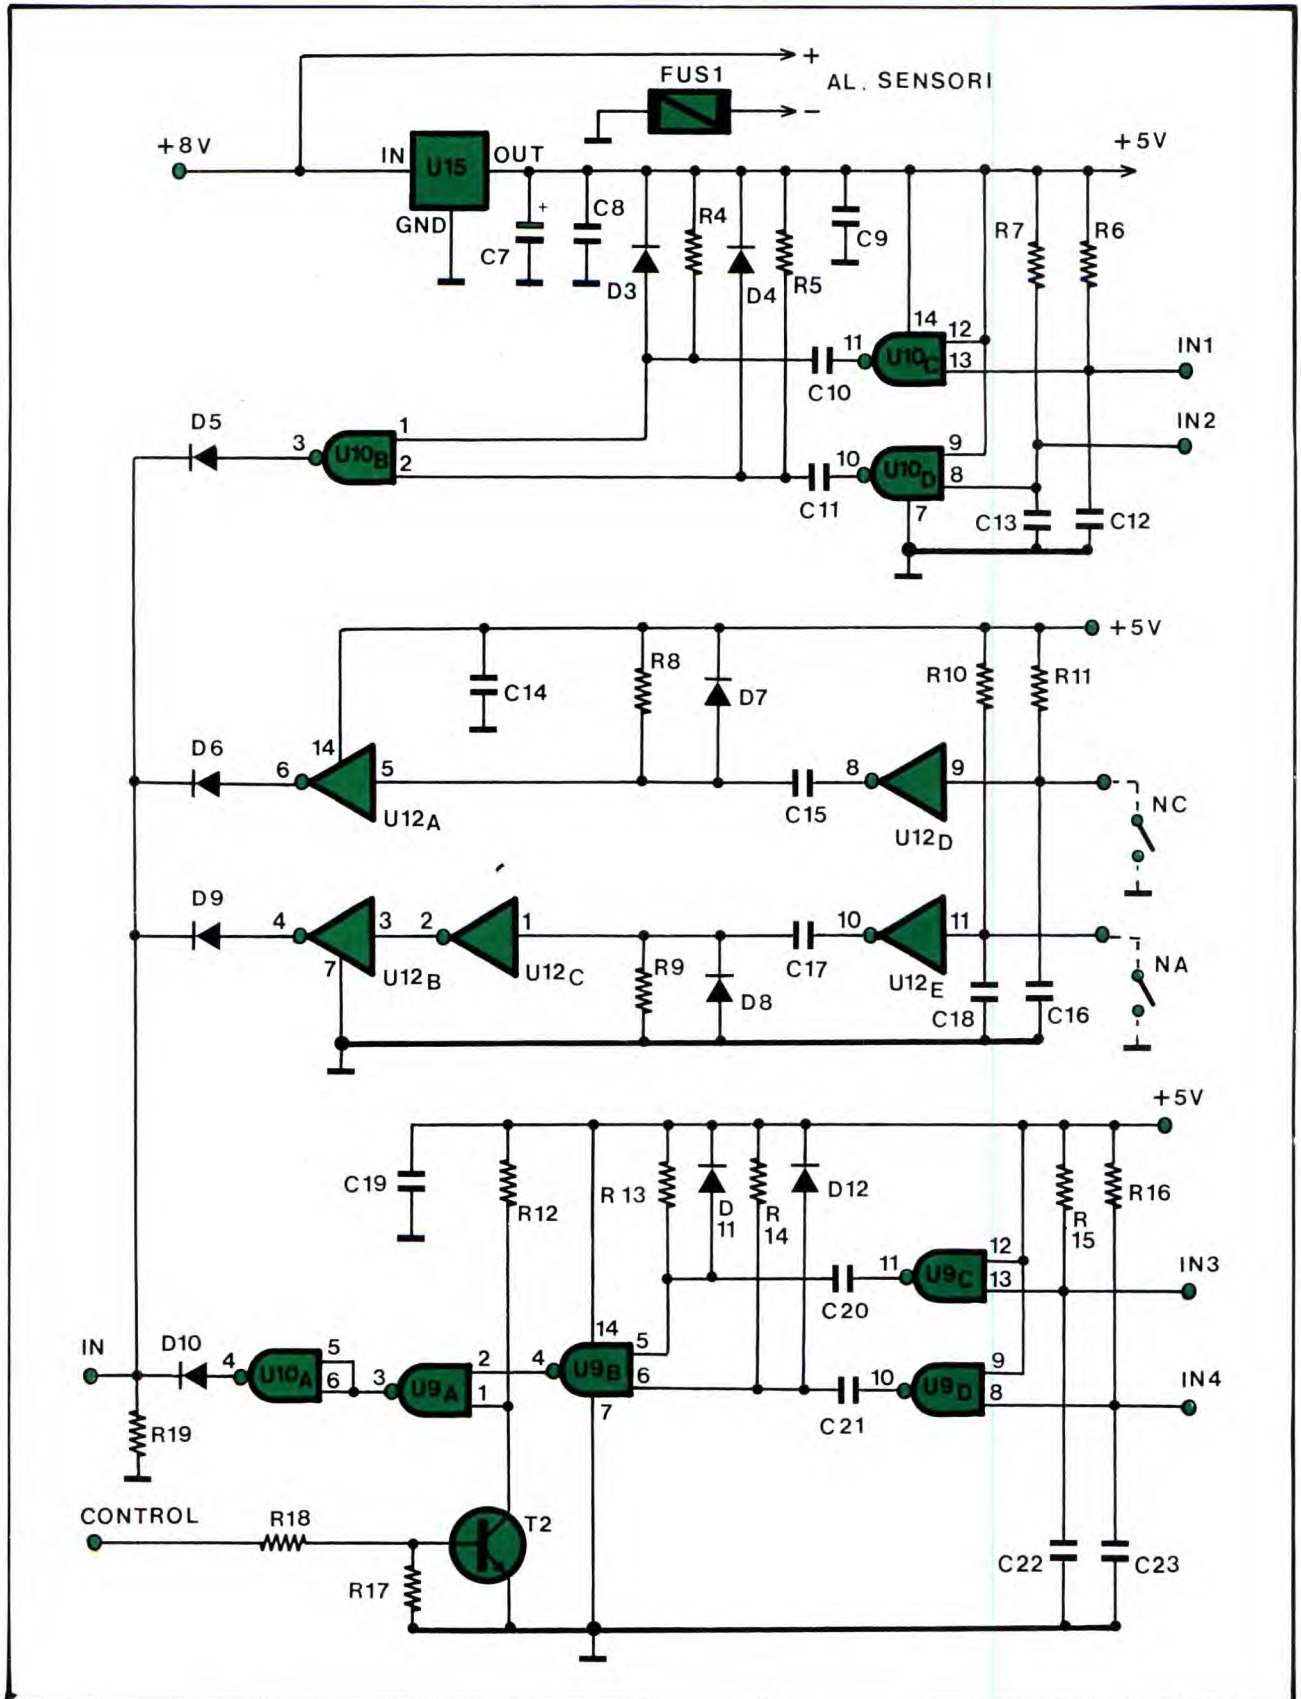 +
FUS1
AL. SENSORI
−
+8V
IN
U15
OUT
+5V
GND
+
C7
C8
R4
D3
D4
R5
C9
R7
R6
14
12
11
U10C
13
IN1
C10
IN2
D5
3
U10B
1
2
10
U10D
9
8
C11
7
C13
C12
+5V
R8
D7
C14
R10
R11
D6
14
6
5
U12A
8
9
C15
U12D
NC
D9
4
3
2
1
7
U12B
U12C
R9
D8
C17
10
11
U12E
C18
C16
NA
+5V
C19
R12
R13
D
11
R
14
D12
R
15
R16
12
11
U9C
13
IN3
C20
IN
D10
4
U10A
5
6
3
U9A
2
1
4
14
U9B
5
6
7
10
U9D
9
8
IN4
C21
R19
CONTROL
R18
T2
R17
C22
C23